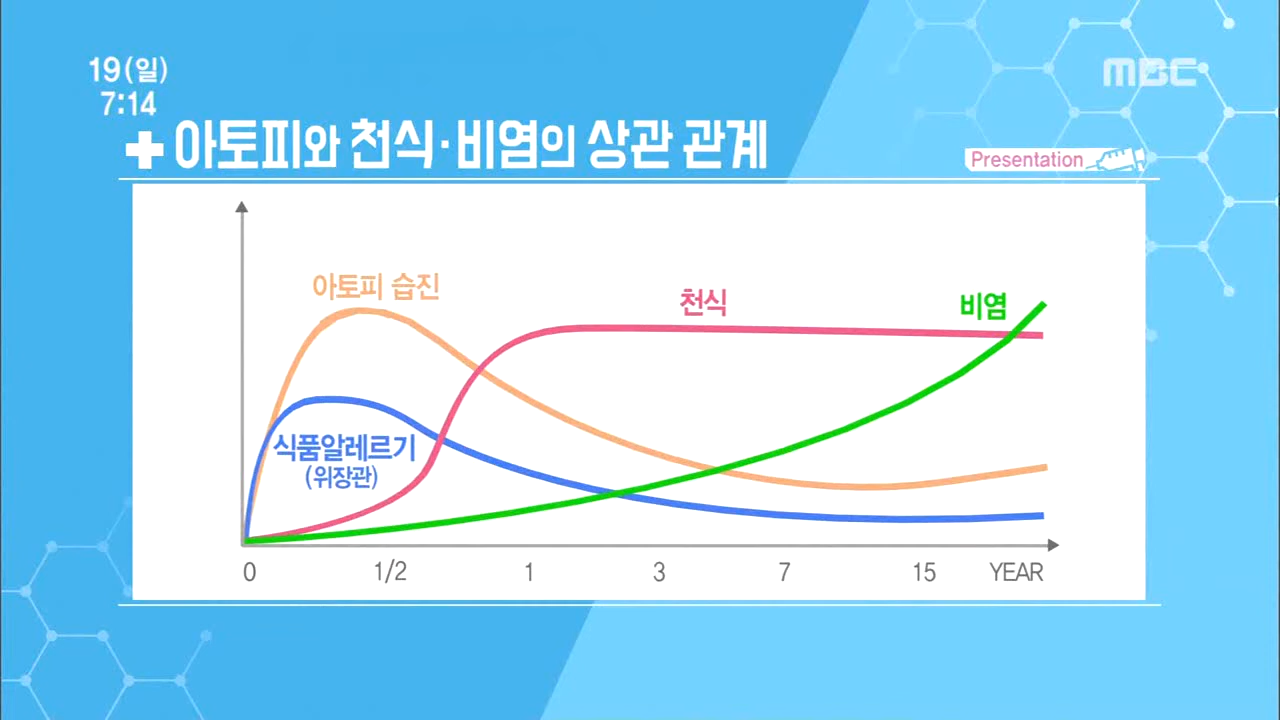 19(일)
7:14
MBC
아토피와 천식·비염의 상관 관계
Presentation
아토피 습진
천식
비염
식품알레르기
(위장관)
0 1/2 1 3 7 15 YEAR